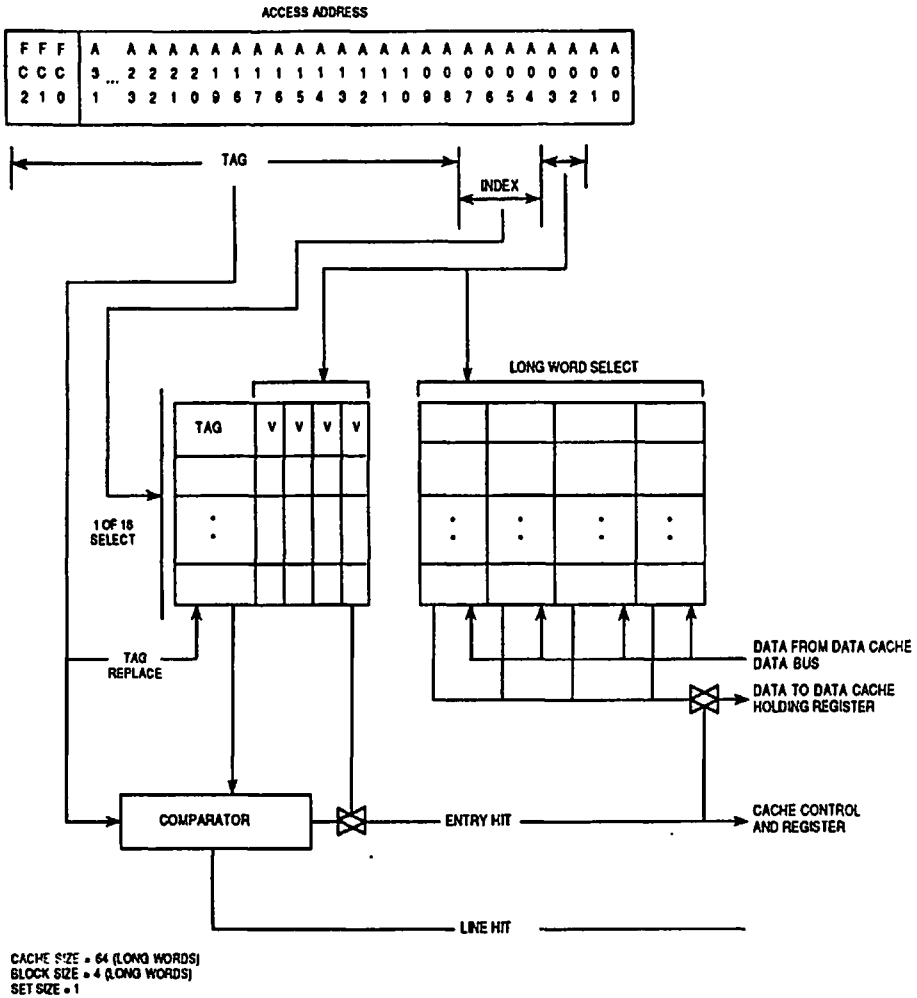 ACCESS ADDRESS
F F F A A A A A A A A A A A A A A A A A A A A A A A A A
C C C 3 ... 2 2 2 2 1 1 1 1 1 1 1 1 1 1 0 0 0 0 0 0 0 0 0 0
2 1 0 1 3 2 1 0 9 6 7 6 5 4 3 2 1 0 9 8 7 6 5 4 3 2 1 0
TAG
INDEX
LONG WORD SELECT
TAG V V V V
1 OF 16
SELECT
TAG
REPLACE
DATA FROM DATA CACHE
DATA BUS
DATA TO DATA CACHE
HOLDING REGISTER
COMPARATOR
ENTRY HIT
CACHE CONTROL
AND REGISTER
LINE HIT
CACHE SIZE = 64 (LONG WORDS)
BLOCK SIZE = 4 (LONG WORDS)
SET SIZE = 1